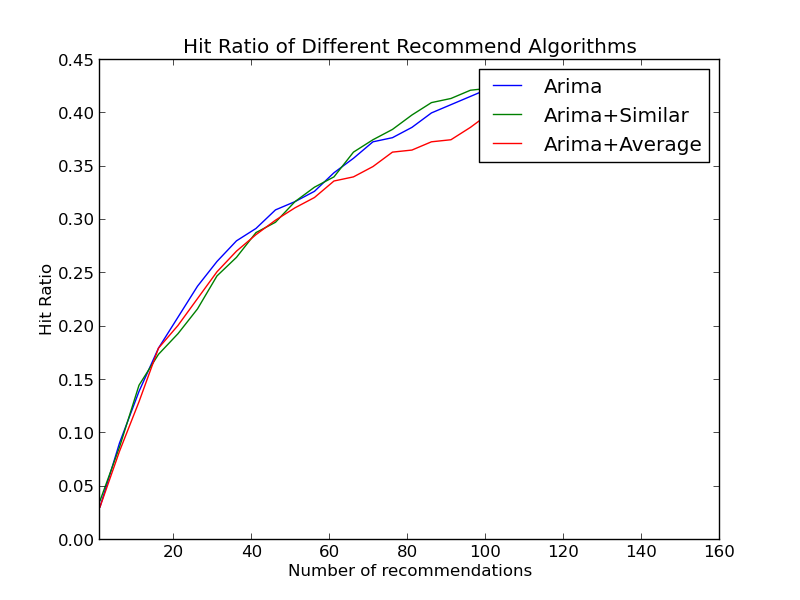 Hit Ratio of Different Recommend Algorithms
0.45
0.40
0.35
0.30
0.25
0.20
0.15
0.10
0.05
0.00
Hit Ratio
Arima
Arima+Similar
Arima+Average
20 40 60 80 100 120 140 160
Number of recommendations